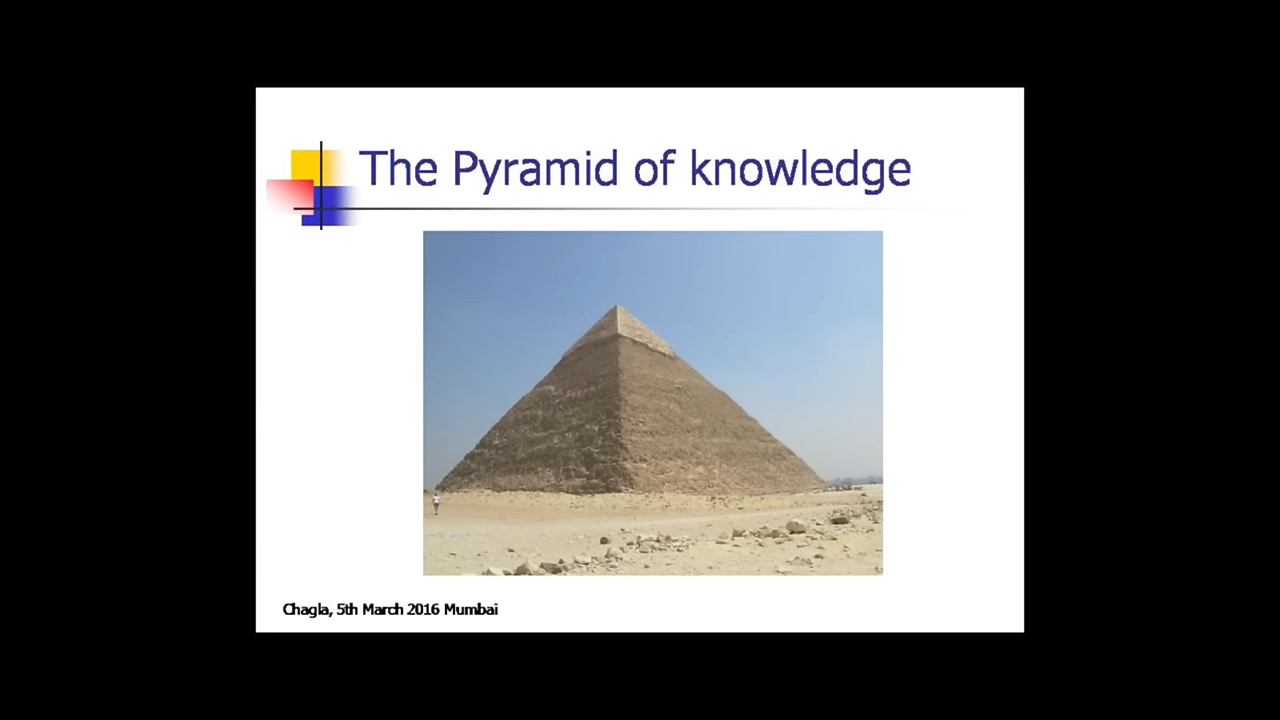 The Pyramid of knowledge
Chagla, 5th March 2016 Mumbai